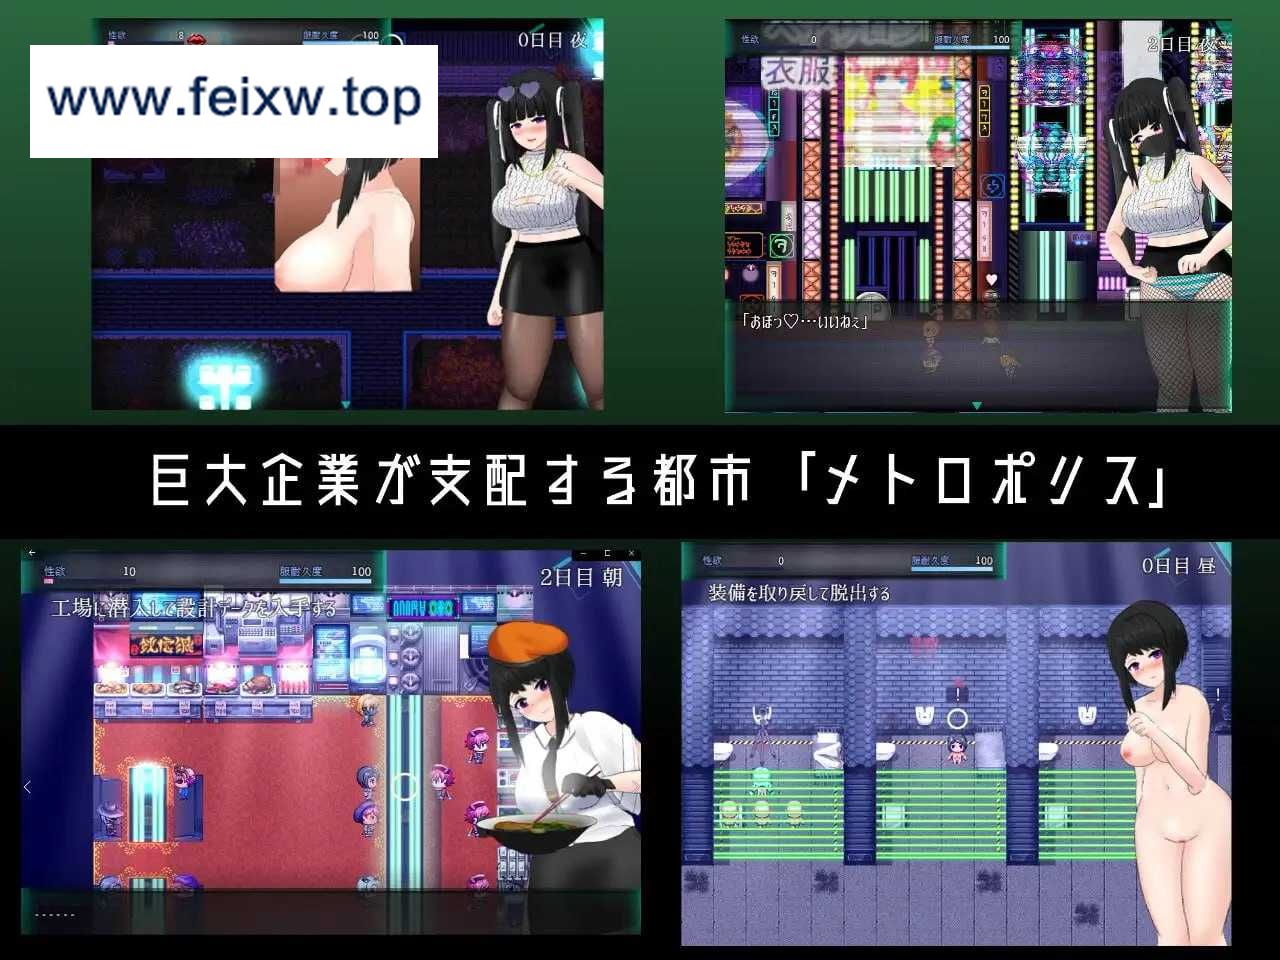 性欲 8 服耐久度 100
0日目 夜
www.feixw.top
性欲 0 服耐久度 100
2日目 夜
衣服
「おほっ♡…いいねぇ」
巨大企業が支配する都市「メトロポリス」
性欲 10 服耐久度 100
2日目 朝
工場に潜入して設計データを入手する
------
性欲 0 服耐久度 100
0日目 昼
装備を取り戻して脱出する